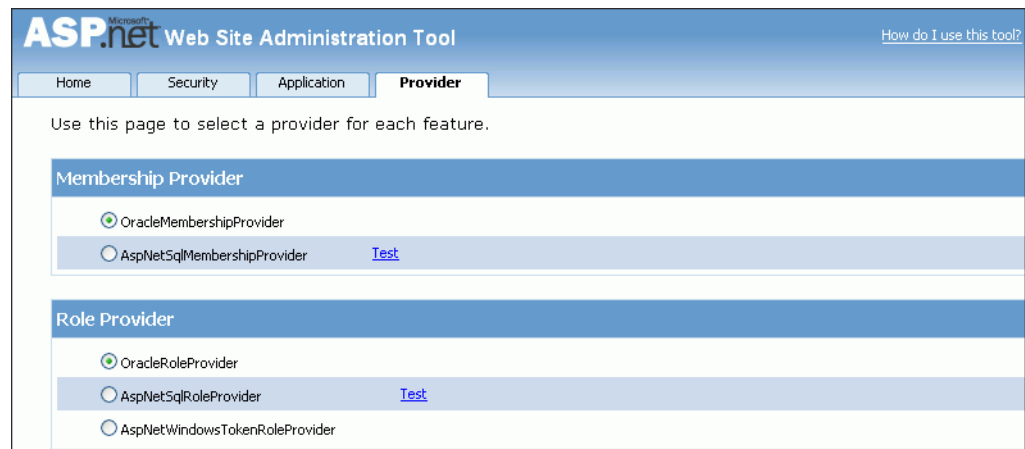 Microsoft
ASP.net Web Site Administration Tool
How do I use this tool?
Home Security Application Provider
Use this page to select a provider for each feature.
Membership Provider
OracleMembershipProvider
AspNetSqlMembershipProvider Test
Role Provider
OracleRoleProvider
AspNetSqlRoleProvider Test
AspNetWindowsTokenRoleProvider